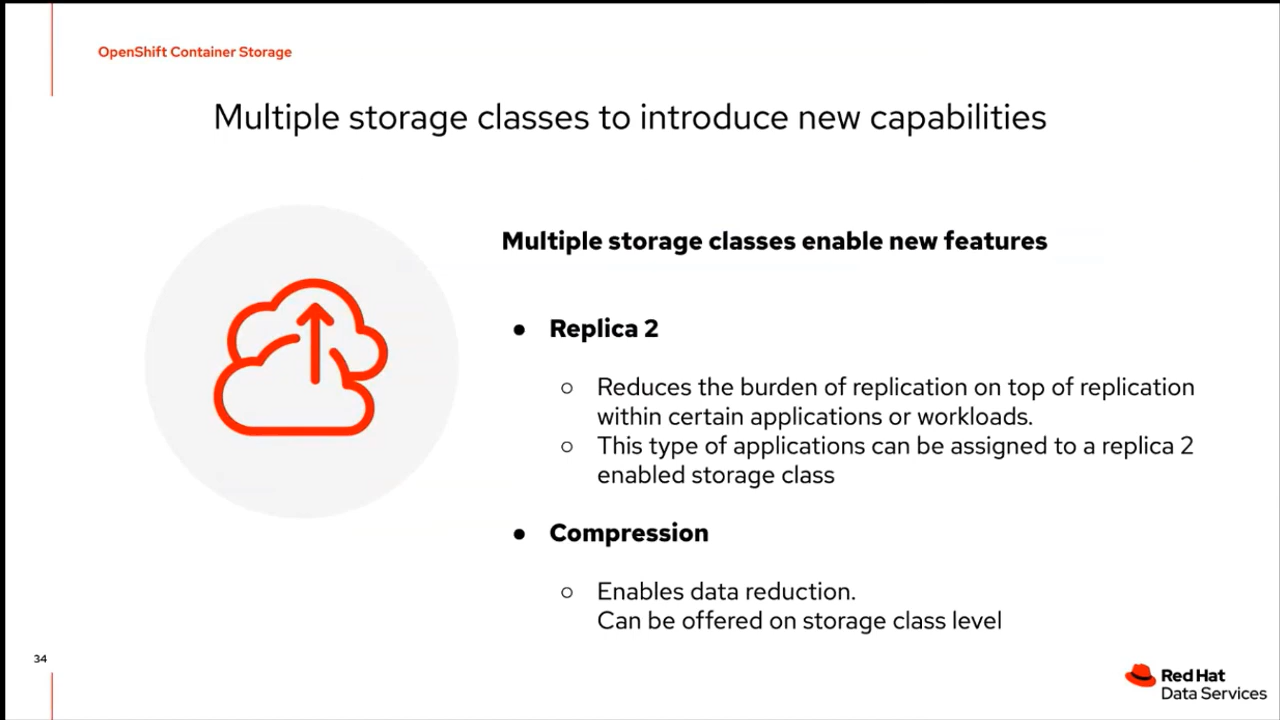 OpenShift Container Storage
Multiple storage classes to introduce new capabilities
Multiple storage classes enable new features
● Replica 2
○ Reduces the burden of replication on top of replication
within certain applications or workloads.
○ This type of applications can be assigned to a replica 2
enabled storage class
● Compression
○ Enables data reduction.
Can be offered on storage class level
34
Red Hat
Data Services